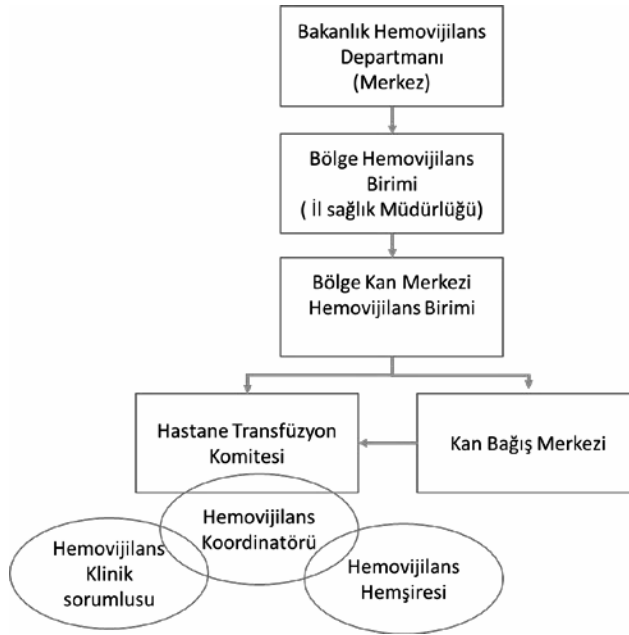 Bakanlık Hemovijilans
Departmanı
(Merkez)
Bölge Hemovijilans
Birimi
( İl sağlık Müdürlüğü)
Bölge Kan Merkezi
Hemovijilans Birimi
Hastane Transfüzyon
Komitesi
Kan Bağış Merkezi
Hemovijilans
Koordinatörü
Hemovijilans
Klinik
sorumlusu
Hemovijilans
Hemşiresi